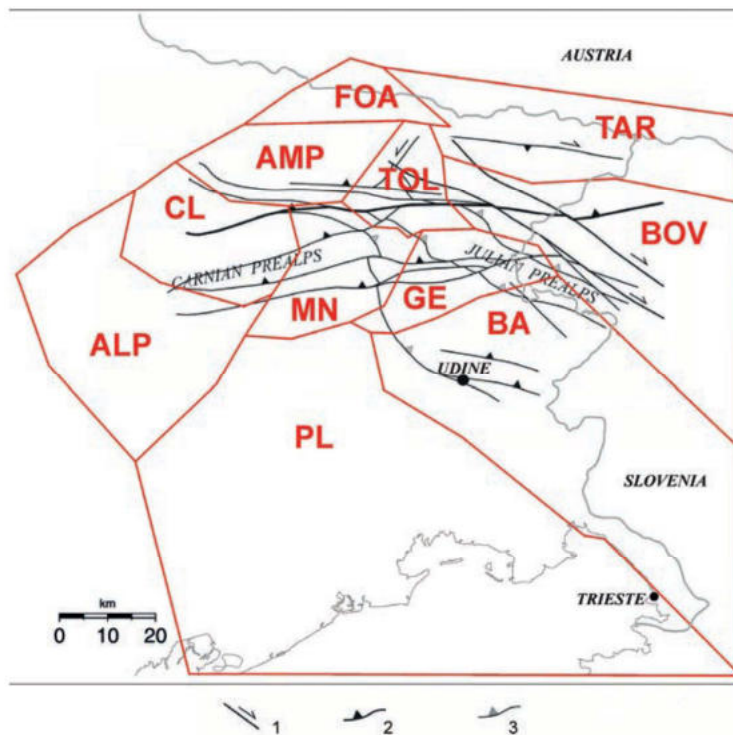 AUSTRIA
FOA
TAR
AMP
TOL
CL
BOV
CARNIAN PREALPS
JULIAN PREALPS
MN
GE
BA
ALP
UDINE
PL
SLOVENIA
km
TRIESTE
0 10 20
1 2 3